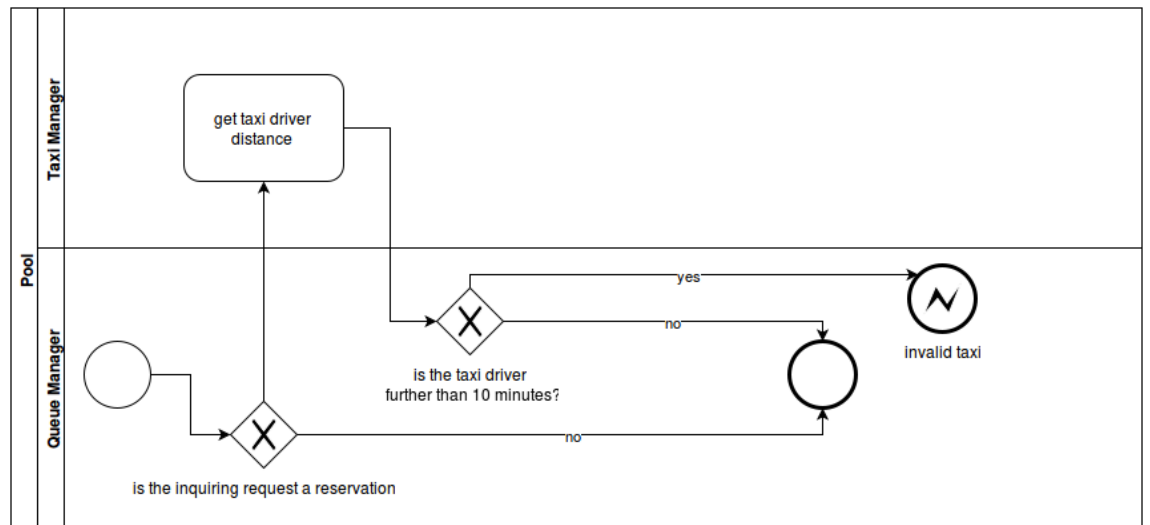 Pool
Taxi Manager
get taxi driver
distance
Queue Manager
yes
no
invalid taxi
is the taxi driver
further than 10 minutes?
no
is the inquiring request a reservation